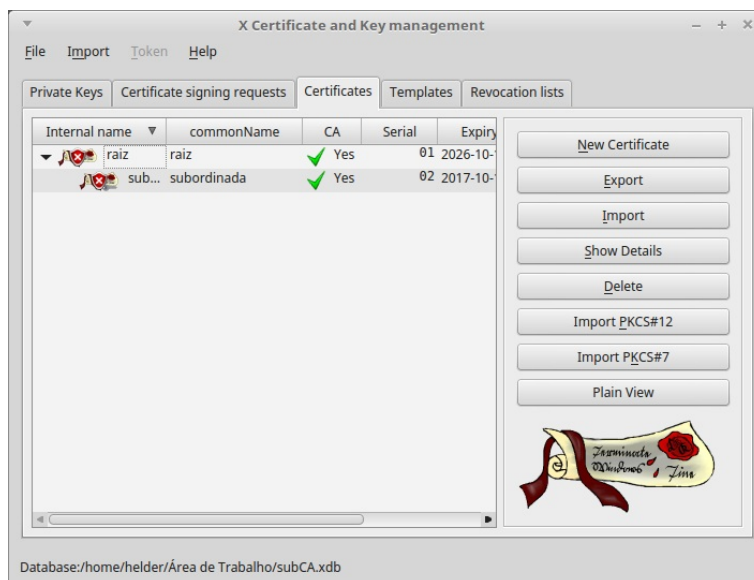 X Certificate and Key management
File Import Token Help
Private Keys Certificate signing requests Certificates Templates Revocation lists
Internal name commonName CA Serial Expiry
raiz raiz Yes 01 2026-10-
sub... subordinada Yes 02 2017-10-
New Certificate
Export
Import
Show Details
Delete
Import PKCS#12
Import PKCS#7
Plain View
Windows
Database:/home/helder/Área de Trabalho/subCA.xdb